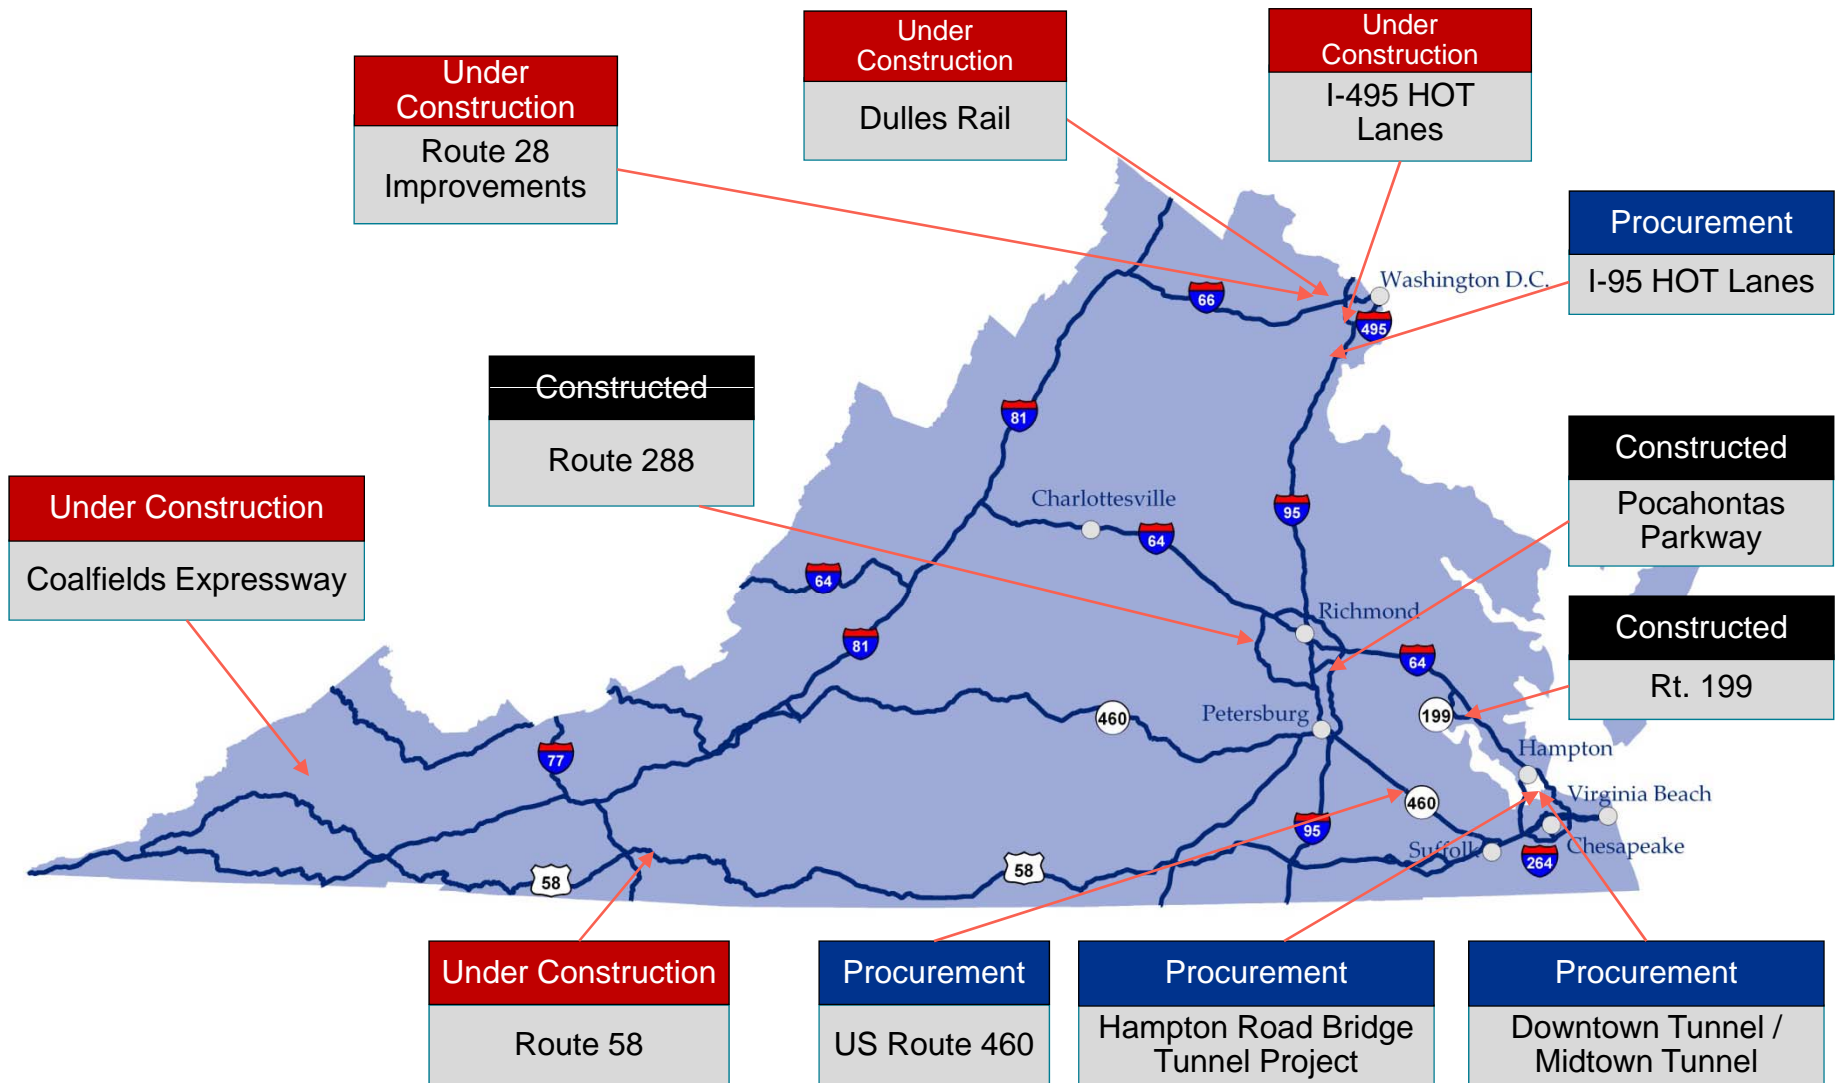 Under
Construction
Dulles Rail
Under
Construction
I-495 HOT
Lanes
Under
Construction
Route 28
Improvements
Procurement
I-95 HOT Lanes
Washington D.C.
66
495
Constructed
Route 288
81
Constructed
Pocahontas
Parkway
Under Construction
Coalfields Expressway
Charlottesville
95
64
64
Richmond
Constructed
Rt. 199
81
64
460
Petersburg
199
77
Hampton
Virginia Beach
460
95
Suffolk
Chesapeake
264
58
58
Under Construction
Route 58
Procurement
US Route 460
Procurement
Hampton Road Bridge
Tunnel Project
Procurement
Downtown Tunnel /
Midtown Tunnel